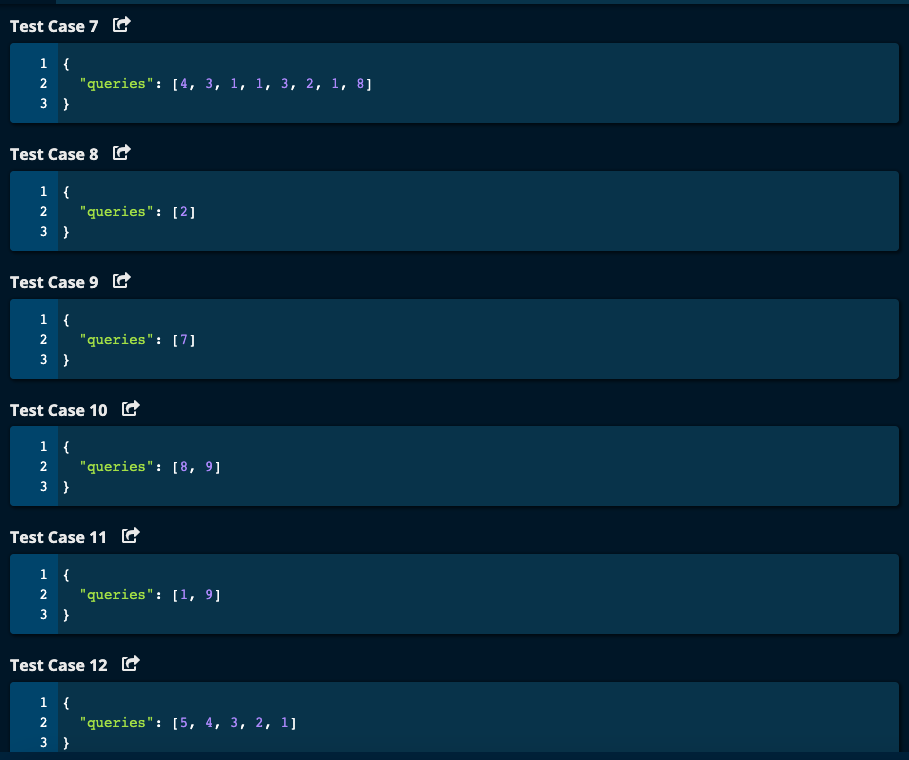 Test Case 7
1 {
2 "queries": [4, 3, 1, 1, 3, 2, 1, 8]
3 }
Test Case 8
1 {
2 "queries": [2]
3 }
Test Case 9
1 {
2 "queries": [7]
3 }
Test Case 10
1 {
2 "queries": [8, 9]
3 }
Test Case 11
1 {
2 "queries": [1, 9]
3 }
Test Case 12
1 {
2 "queries": [5, 4, 3, 2, 1]
3 }